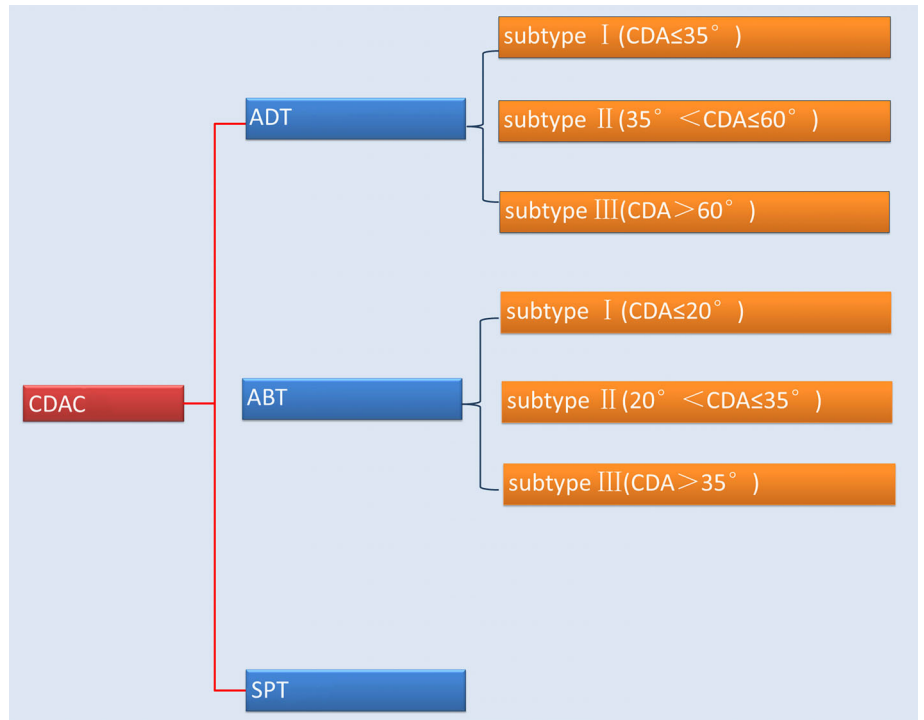 CDAC
ADT
subtype Ⅰ(CDA≤35°)
subtype Ⅱ(35°＜CDA≤60°)
subtype Ⅲ(CDA＞60°)
ABT
subtype Ⅰ(CDA≤20°)
subtype Ⅱ(20°＜CDA≤35°)
subtype Ⅲ(CDA＞35°)
SPT